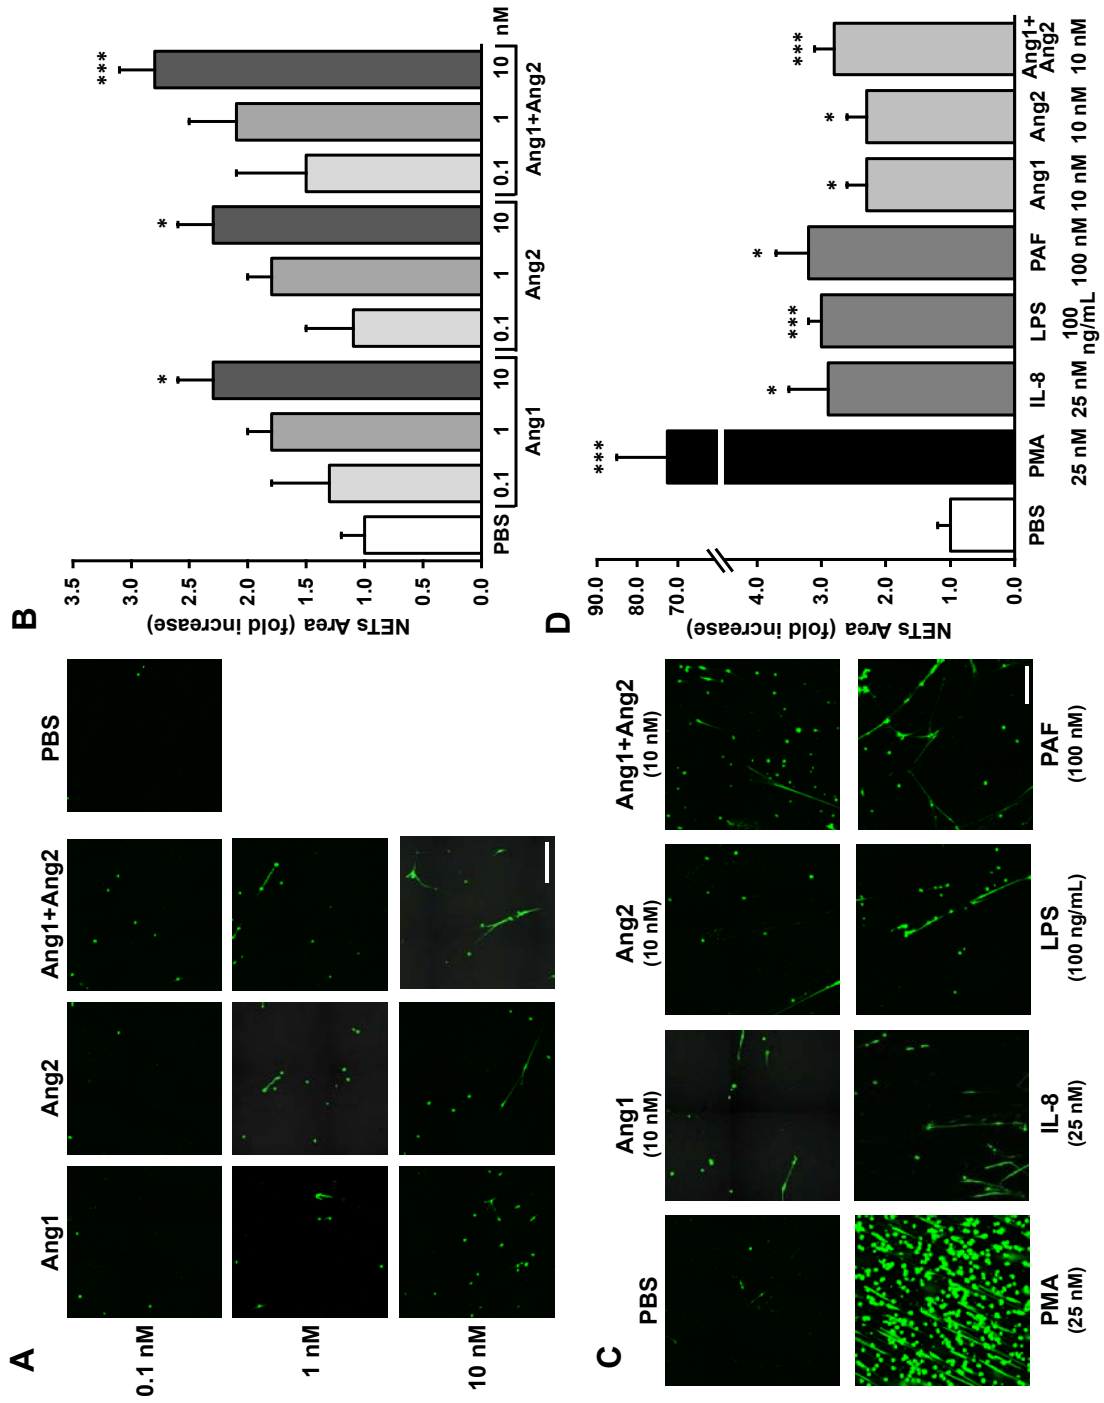 A
Ang1
Ang2
Ang1+Ang2
PBS
0.1 nM
1 nM
10 nM
B
NETs Area (fold increase)
3.5
3.0
2.5
2.0
1.5
1.0
0.5
0.0
*
*
***
PBS 0.1 1 10 0.1 1 10 0.1 1 10 nM
Ang1 Ang2 Ang1+Ang2
C
PBS
Ang1
(10 nM)
Ang2
(10 nM)
Ang1+Ang2
(10 nM)
PMA
(25 nM)
IL-8
(25 nM)
LPS
(100 ng/mL)
PAF
(100 nM)
D
NETs Area (fold increase)
90.0
80.0
70.0
4.0
3.0
2.0
1.0
0.0
***
*
***
*
*
*
***
PBS PMA IL-8 LPS PAF Ang1 Ang2 Ang1+
Ang2
25 nM 25 nM 100 100 nM 10 nM 10 nM 10 nM
ng/mL